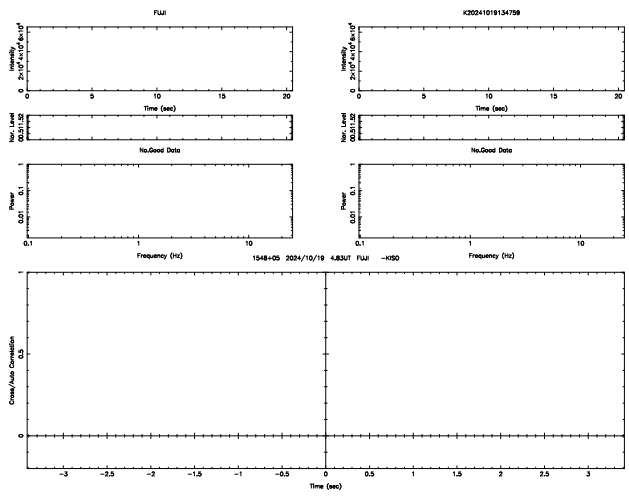 FUJI
K20241019134759
Intensity
0 2×10⁴ 4×10⁴ 6×10⁴
0 5 10 15 20
Time (sec)
Intensity
0 2×10⁴ 4×10⁴ 6×10⁴
0 5 10 15 20
Time (sec)
Nor. Level
00.511.52
No.Good Data
Nor. Level
00.511.52
No.Good Data
Power
0.01 0.1 1
0.1 1 10
Frequency (Hz)
Power
0.01 0.1 1
0.1 1 10
Frequency (Hz)
1548+05 2024/10/19 4.83UT FUJI -KISO
Cross/Auto Correlation
0 0.5 1
-3 -2.5 -2 -1.5 -1 -0.5 0 0.5 1 1.5 2 2.5 3
Time (sec)